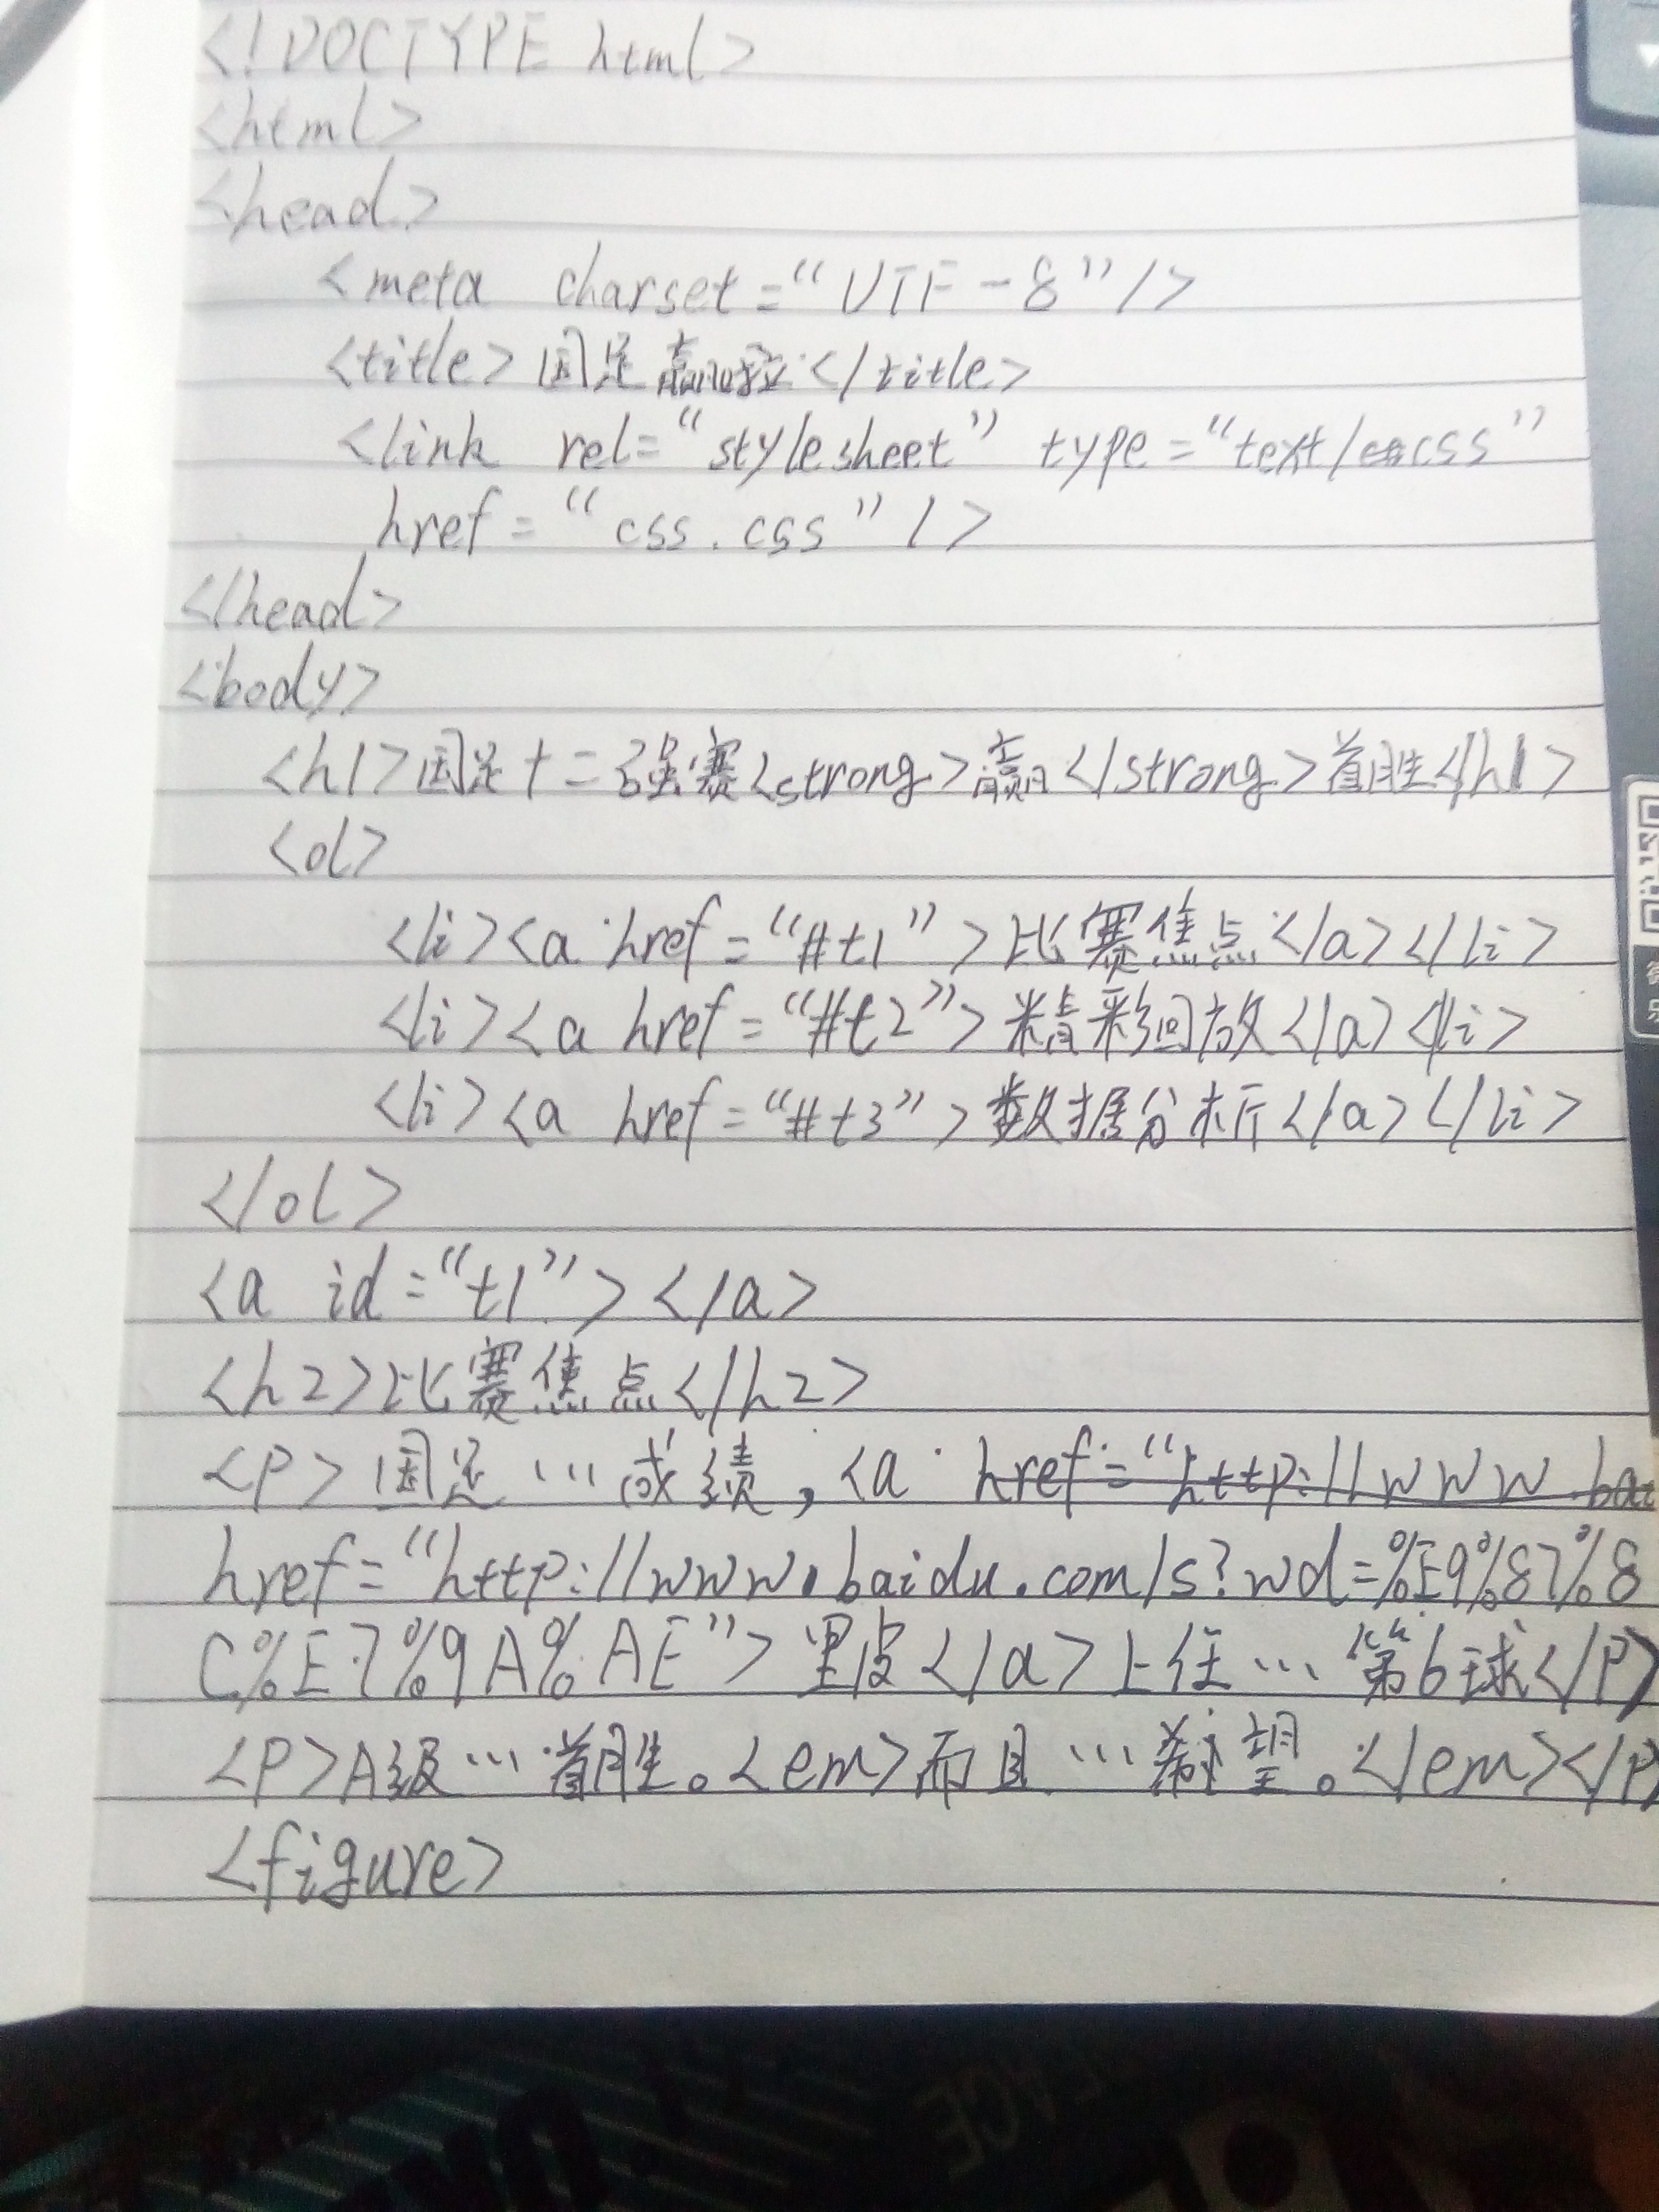 <!DOCTYPE html>
<html>
<head>
<meta charset="UTF-8"/>
<title>国足赢啦</title>
<link rel="stylesheet" type="text/css"
href="css.css"/>
</head>
<body>
<h1>国足十二强赛<strong>赢</strong>首胜</h1>
<ol>
<li><a href="#t1">比赛焦点</a></li>
<li><a href="#t2">精彩回放</a></li>
<li><a href="#t3">数据分析</a></li>
</ol>
<a id="t1"></a>
<h2>比赛焦点</h2>
<P>国足…成绩,<a href="http://www.bai
href="http://www.baidu.com/s?wd=%E9%87%8
C%E7%9A%AE">里皮</a>上任…第6球</P>
<P>A级…首胜。<em>而且…希望。</em></P>
<figure>